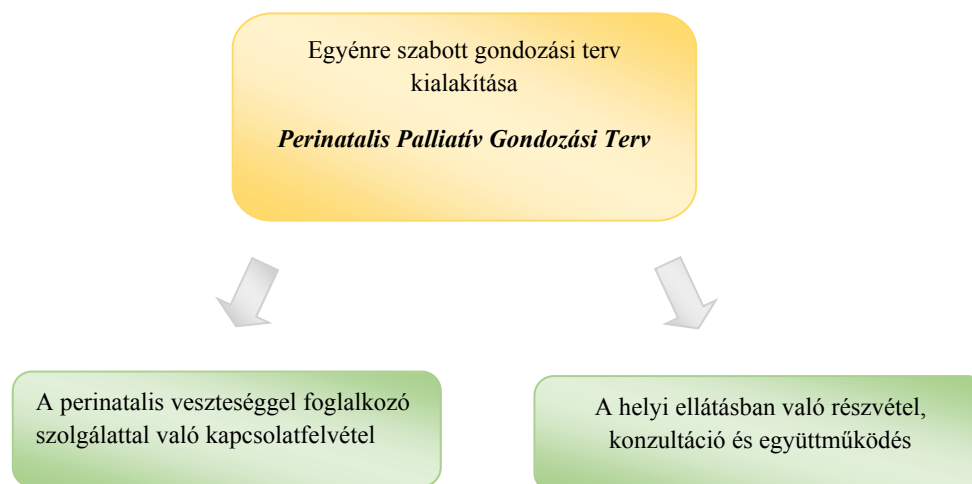 Egyénre szabott gondozási terv
kialakítása
Perinatalis Palliatív Gondozási Terv
A perinatalis veszteséggel foglalkozó
szolgálattal való kapcsolatfelvétel
A helyi ellátásban való részvétel,
konzultáció és együttműködés